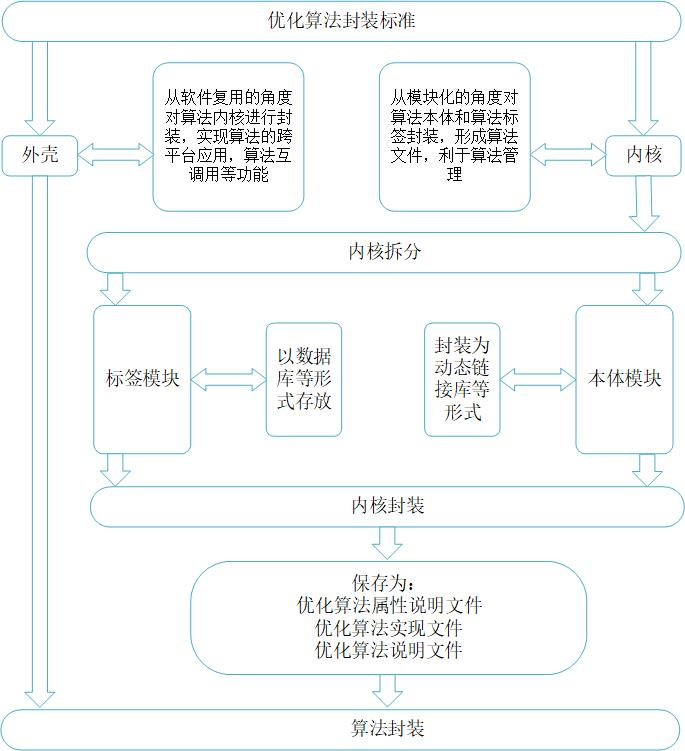 优化算法封装标准
从软件复用的角度
对算法内核进行封
装，实现算法的跨
平台应用，算法互
调用等功能
从模块化的角度对
算法本体和算法标
签封装，形成算法
文件，利于算法管
理
外壳
内核
内核拆分
标签模块
以数据
库等形
式存放
封装为
动态链
接库等
形式
本体模块
内核封装
保存为：
优化算法属性说明文件
优化算法实现文件
优化算法说明文件
算法封装